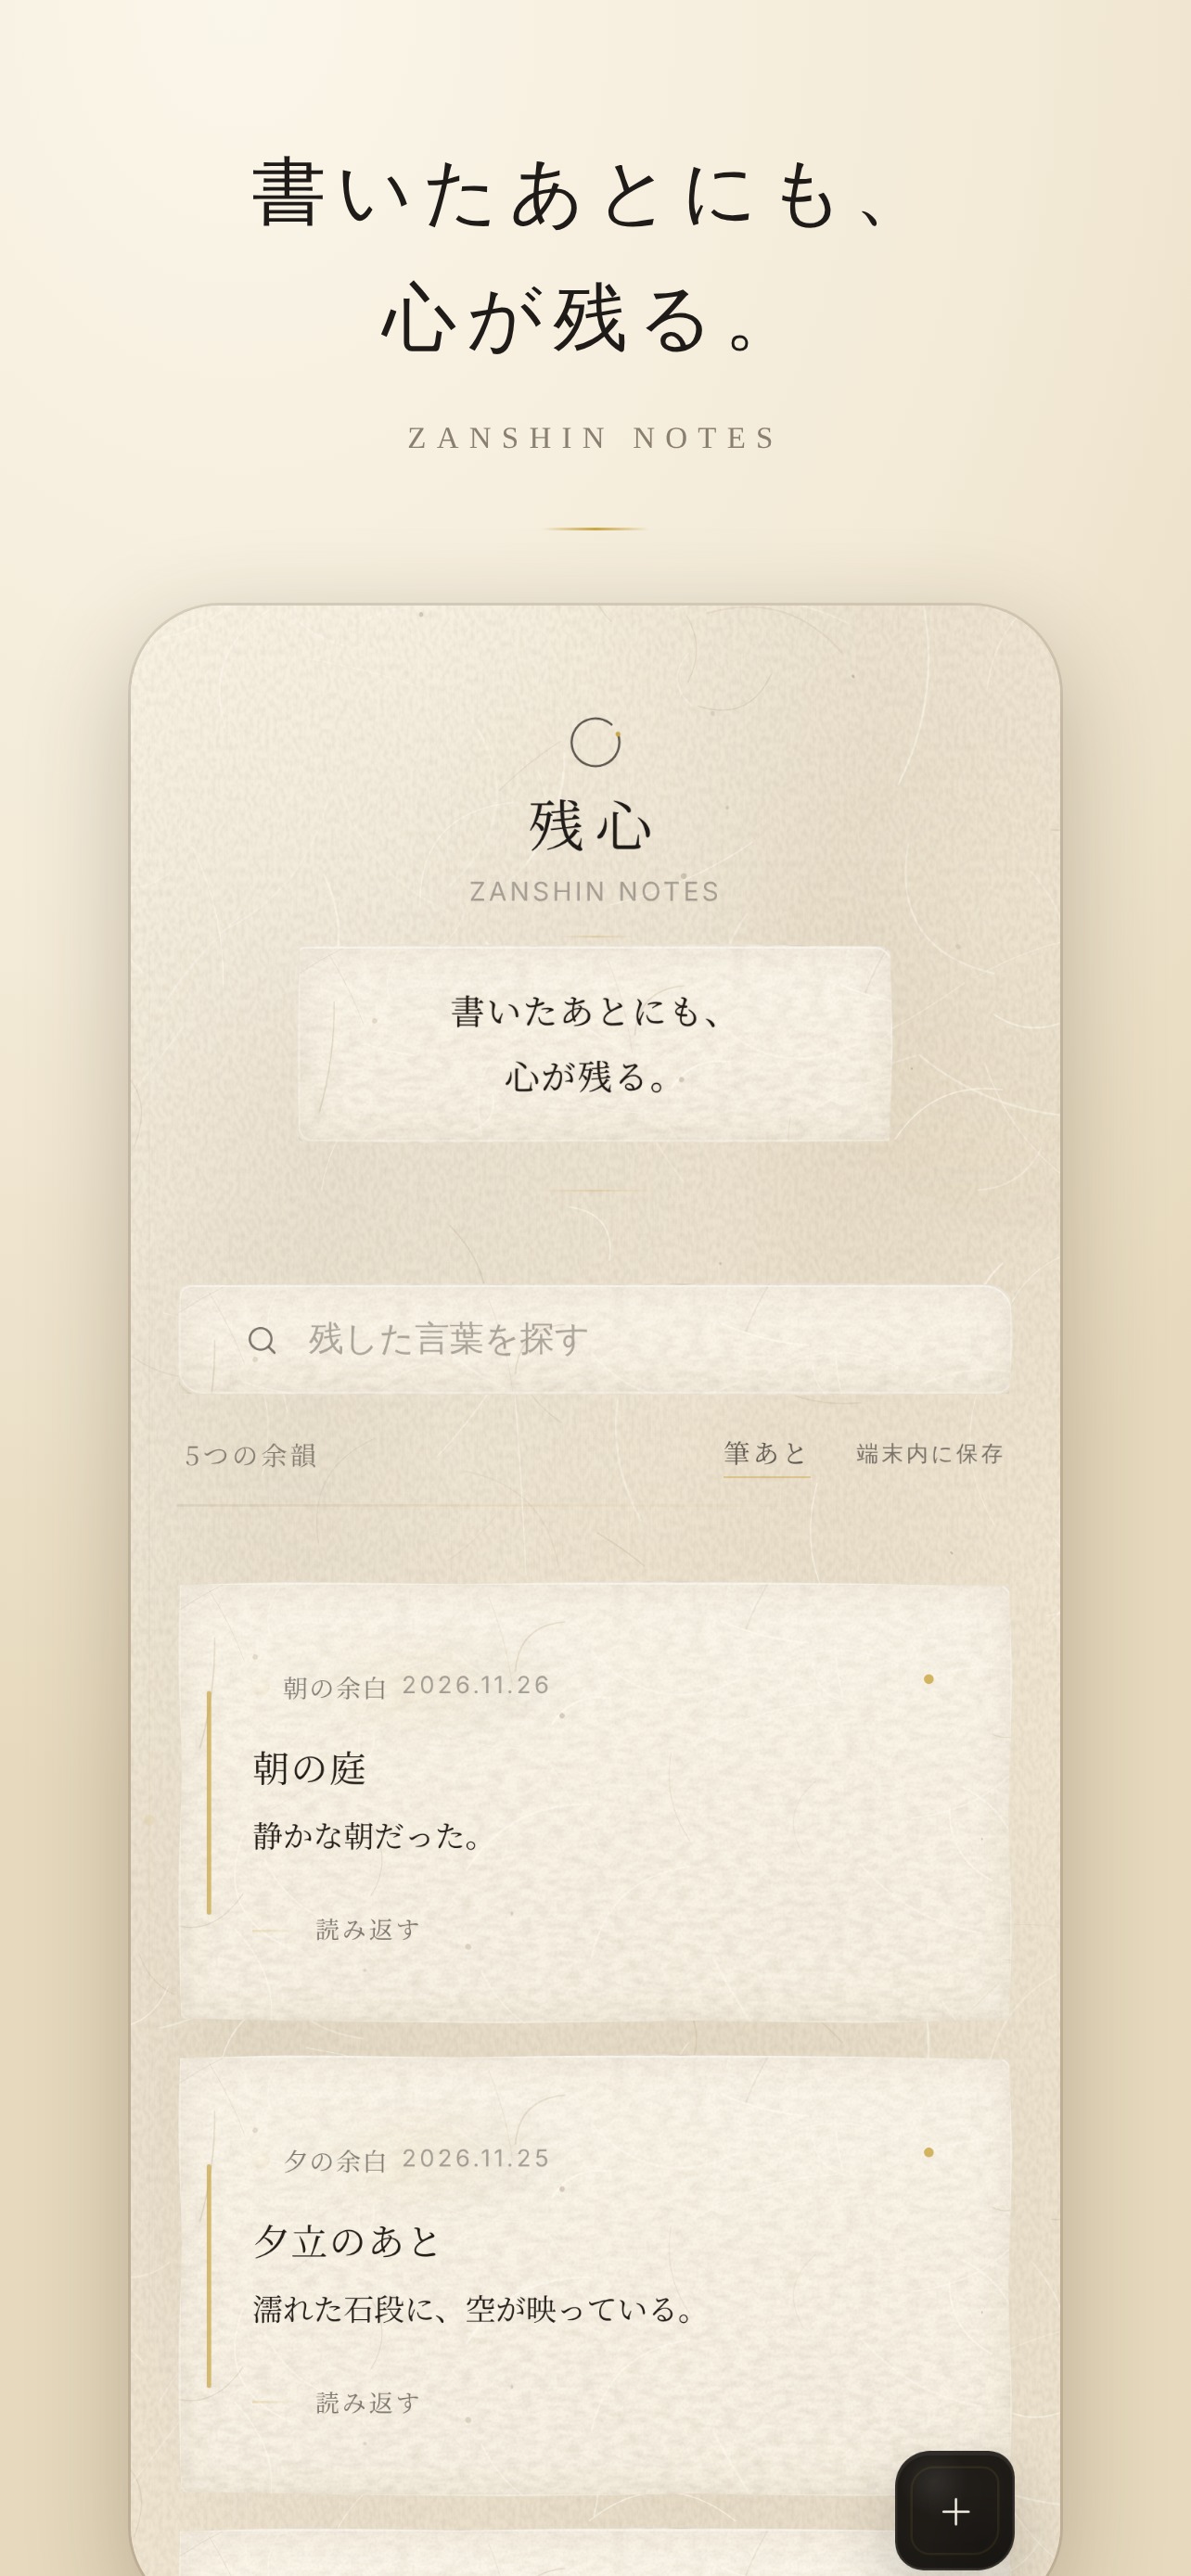 書いたあとにも、
心が残る。
ZANSHIN NOTES
残心
ZANSHIN NOTES
書いたあとにも、
心が残る。
残した言葉を探す
5つの余韻 筆あと 端末内に保存
朝の余白 2026.11.26
朝の庭
静かな朝だった。
読み返す
夕の余白 2026.11.25
夕立のあと
濡れた石段に、空が映っている。
読み返す